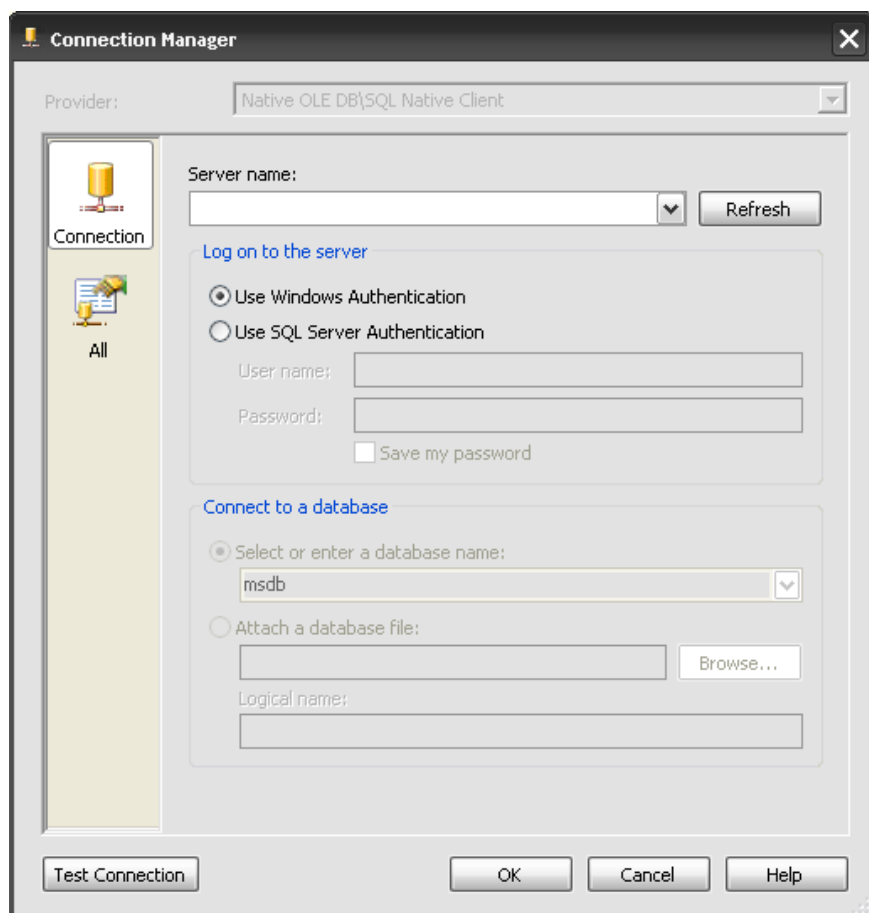 Connection Manager
Provider:
Native OLE DB\SQL Native Client
Connection
All
Server name:
Refresh
Log on to the server
Use Windows Authentication
Use SQL Server Authentication
User name:
Password:
Save my password
Connect to a database
Select or enter a database name:
msdb
Attach a database file:
Browse...
Logical name:
Test Connection
OK
Cancel
Help